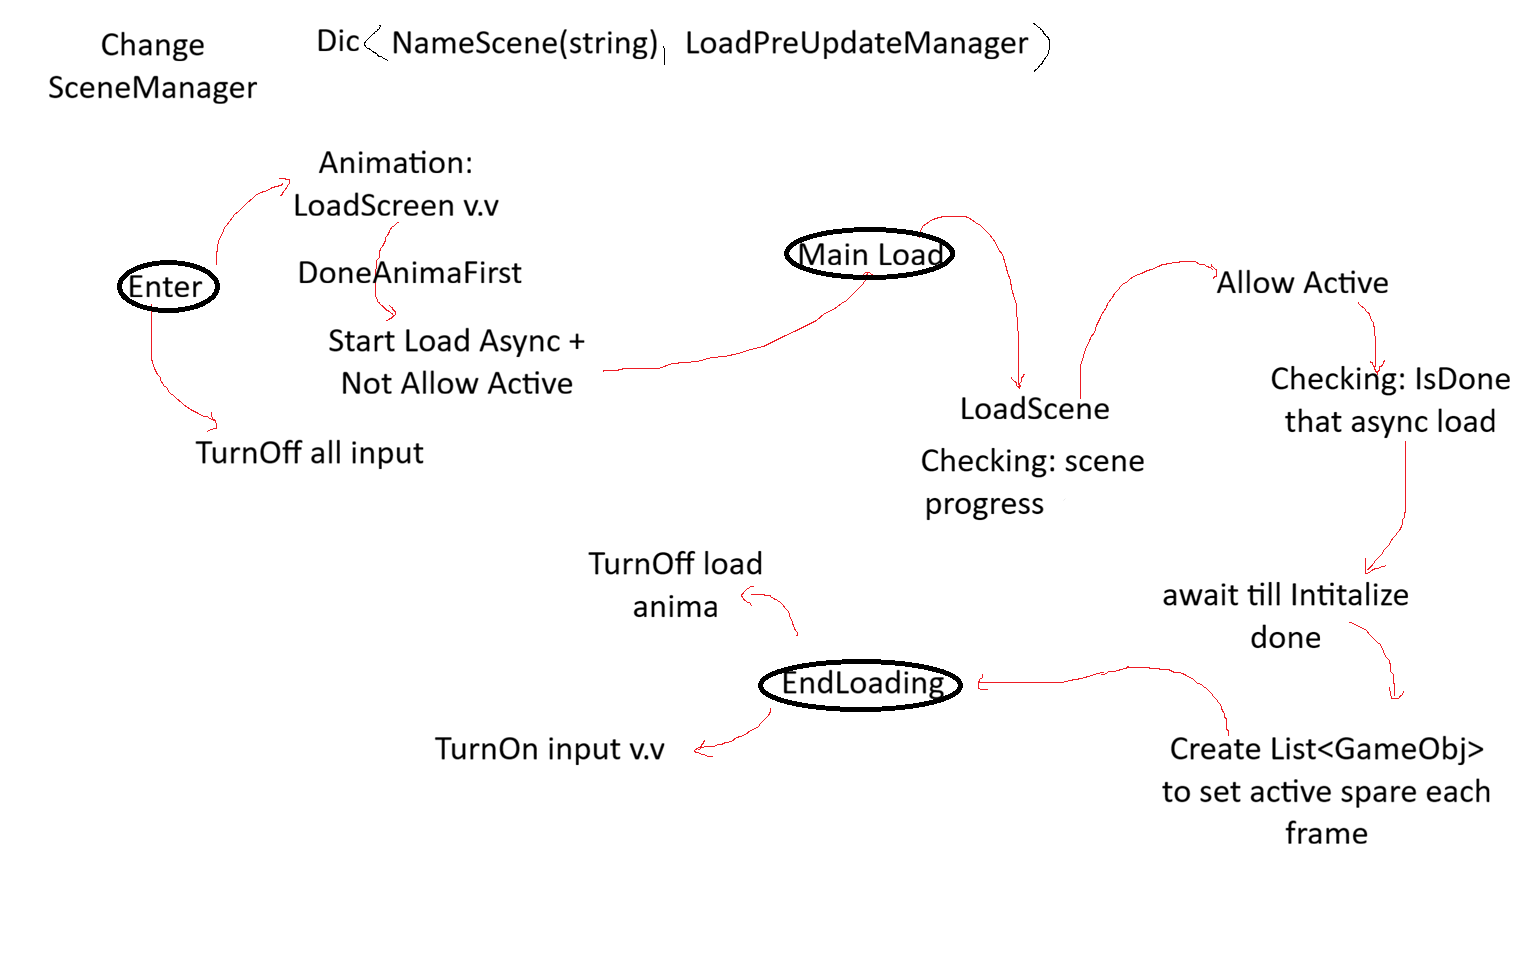 Change
SceneManager
Dic< NameScene(string), LoadPreUpdateManager)
Animation:
LoadScreen v.v
Enter
DoneAnimaFirst
Start Load Async +
Not Allow Active
TurnOff all input
Main Load
LoadScene
Checking: scene
progress
Allow Active
Checking: IsDone
that async load
await till Intitalize
done
Create List<GameObj>
to set active spare each
frame
EndLoading
TurnOff load
anima
TurnOn input v.v